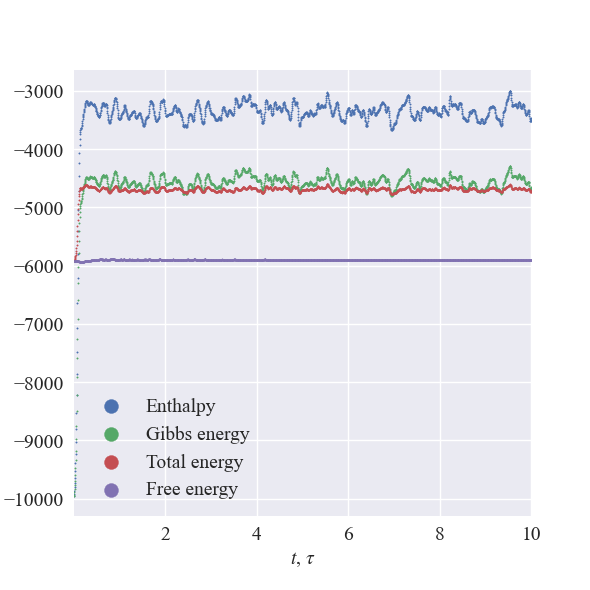 −3000
−4000
−5000
−6000
−7000
−8000
−9000
−10000
Enthalpy
Gibbs energy
Total energy
Free energy
2 4 6 8 10
t, τ